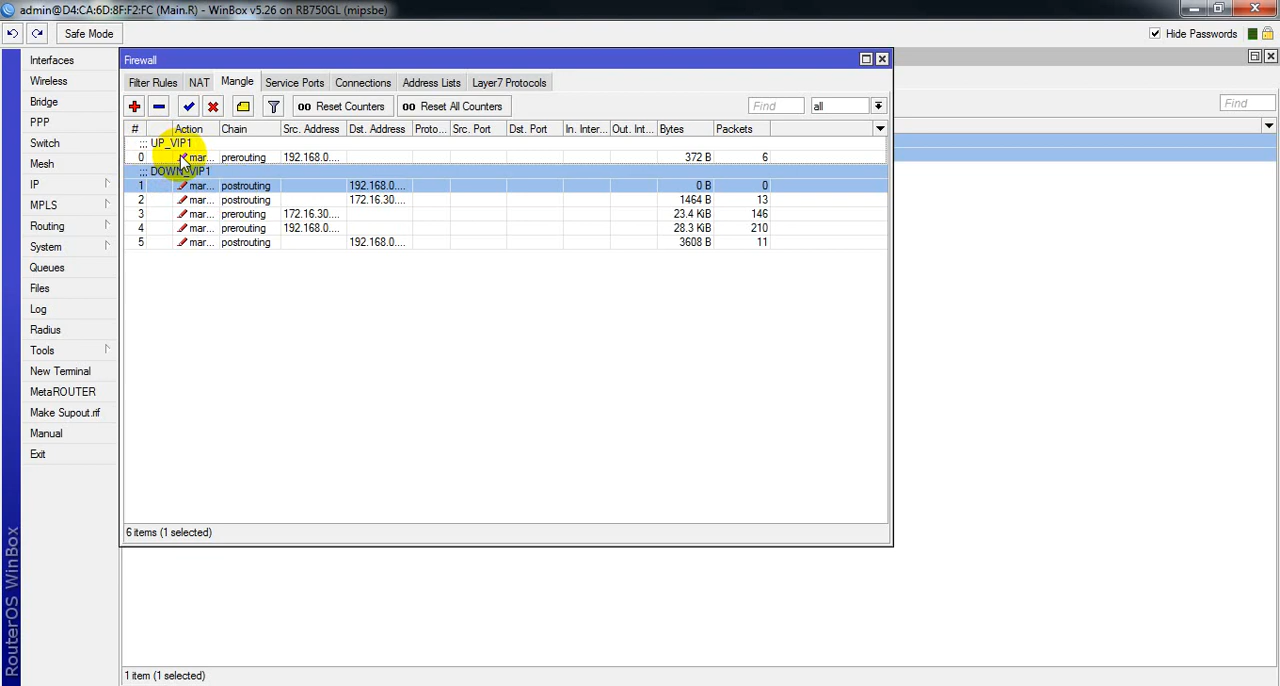 admin@D4:CA:6D:8F:F2:FC (Main.R) - WinBox v5.26 on RB750GL (mipsbe)
Safe Mode
Hide Passwords
Interfaces
Wireless
Bridge
PPP
Switch
Mesh
IP
MPLS
Routing
System
Queues
Files
Log
Radius
Tools
New Terminal
MetaROUTER
Make Supout.rif
Manual
Exit
RouterOS WinBox
Firewall
Filter Rules NAT Mangle Service Ports Connections Address Lists Layer7 Protocols
00 Reset Counters 00 Reset All Counters Find all
# Action Chain Src. Address Dst. Address Proto... Src. Port Dst. Port In. Inter... Out. Int... Bytes Packets
;;; UP_VIP1
0 mar... prerouting 192.168.0.... 372 B 6
;;; DOWN_VIP1
1 mar... postrouting 192.168.0.... 0 B 0
2 mar... postrouting 172.16.30.... 1464 B 13
3 mar... prerouting 172.16.30.... 23.4 KiB 146
4 mar... prerouting 192.168.0.... 28.3 KiB 210
5 mar... postrouting 192.168.0.... 3608 B 11
6 items (1 selected)
Find
1 item (1 selected)